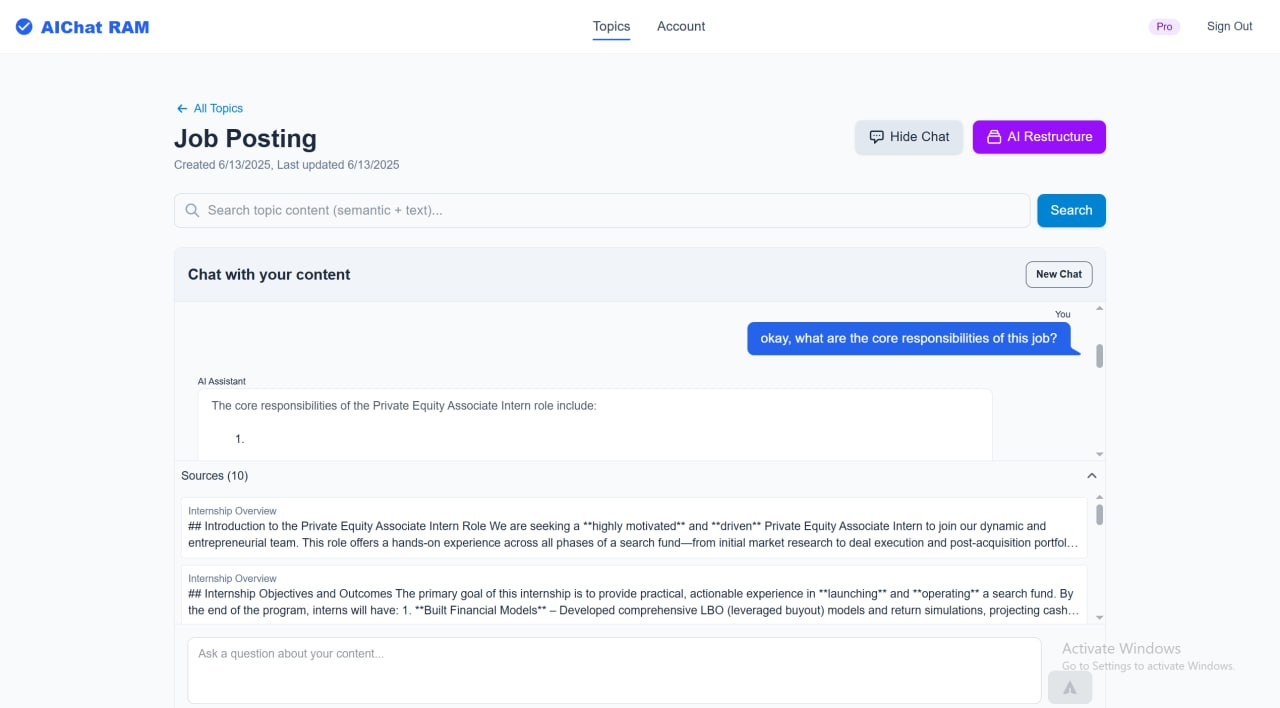 AIChat RAM
Topics
Account
Pro
Sign Out
All Topics
Job Posting
Created 6/13/2025, Last updated 6/13/2025
Hide Chat
AI Restructure
Search topic content (semantic + text)...
Search
Chat with your content
New Chat
You
okay, what are the core responsibilities of this job?
AI Assistant
The core responsibilities of the Private Equity Associate Intern role include:
1.
Sources (10)
Internship Overview
## Introduction to the Private Equity Associate Intern Role We are seeking a **highly motivated** and **driven** Private Equity Associate Intern to join our dynamic and
entrepreneurial team. This role offers a hands-on experience across all phases of a search fund—from initial market research to deal execution and post-acquisition portfol...
Internship Overview
## Internship Objectives and Outcomes The primary goal of this internship is to provide practical, actionable experience in **launching** and **operating** a search fund. By
the end of the program, interns will have: 1. **Built Financial Models** – Developed comprehensive LBO (leveraged buyout) models and return simulations, projecting cash...
Ask a question about your content...
Activate Windows
Go to Settings to activate Windows.